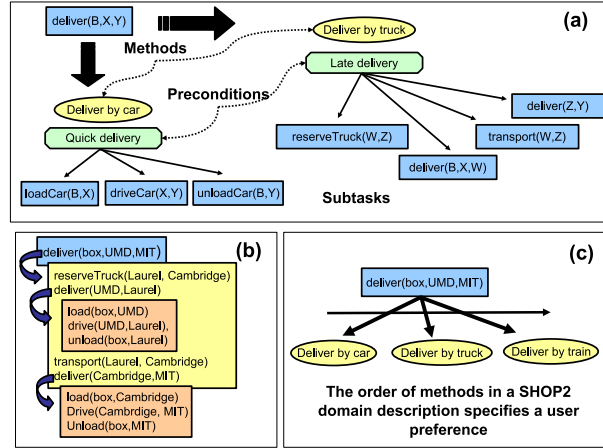 deliver(B,X,Y)
(a)
Methods
Deliver by truck
Late delivery
Deliver by car
Preconditions
Quick delivery
deliver(Z,Y)
reserveTruck(W,Z)
transport(W,Z)
deliver(B,X,W)
loadCar(B,X)
driveCar(X,Y)
unloadCar(B,Y)
Subtasks
(b)
deliver(box,UMD,MIT)
reserveTruck(Laurel, Cambridge)
deliver(UMD,Laurel)
load(box,UMD)
drive(UMD,Laurel),
unload(box,Laurel)
transport(Laurel, Cambridge)
deliver(Cambridge,MIT)
load(box,Cambridge)
Drive(Cambrdige, MIT)
Unload(box,MIT)
(c)
deliver(box,UMD,MIT)
Deliver by car
Deliver by truck
Deliver by train
The order of methods in a SHOP2
domain description specifies a user
preference